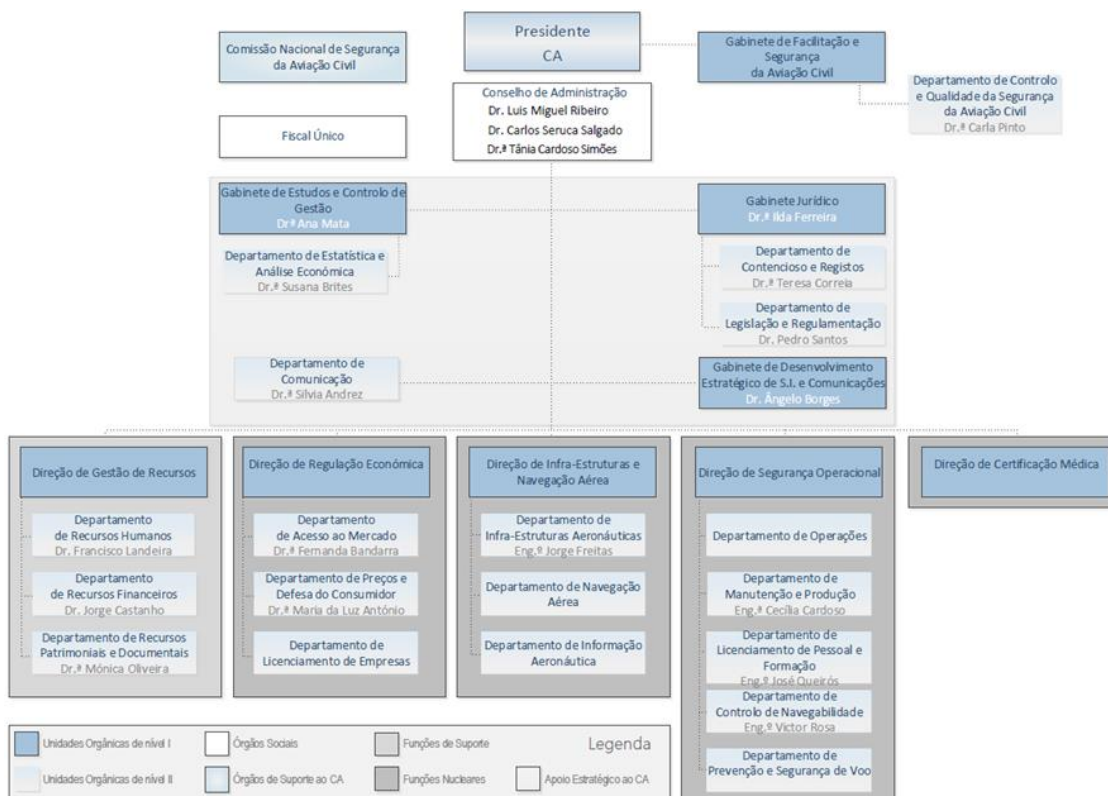 Presidente
CA
Comissão Nacional de Segurança
da Aviação Civil
Gabinete de Facilitação e
Segurança
da Aviação Civil
Departamento de Controlo
e Qualidade da Segurança
da Aviação Civil
Dr.ª Carla Pinto
Conselho de Administração
Dr. Luis Miguel Ribeiro
Dr. Carlos Seruca Salgado
Dr.ª Tânia Cardoso Simões
Fiscal Único
Gabinete de Estudos e Controlo de
Gestão
Drª Ana Mata
Gabinete Jurídico
Dr.ª Ilda Ferreira
Departamento de Estatística e
Análise Económica
Dr.ª Susana Brites
Departamento de
Contencioso e Registos
Dr.ª Teresa Correia
Departamento de
Legislação e Regulamentação
Dr. Pedro Santos
Departamento de
Comunicação
Dr.ª Silvia Andrez
Gabinete de Desenvolvimento
Estratégico de S.I. e Comunicações
Dr. Ângelo Borges
Direção de Gestão de Recursos
Departamento
de Recursos Humanos
Dr. Francisco Landeira
Departamento
de Recursos Financeiros
Dr. Jorge Castanho
Departamento de Recursos
Patrimoniais e Documentais
Dr.ª Mónica Oliveira
Direção de Regulação Económica
Departamento
de Acesso ao Mercado
Dr.ª Fernanda Bandarra
Departamento de Preços e
Defesa do Consumidor
Dr.ª Maria da Luz António
Departamento de
Licenciamento de Empresas
Direção de Infra-Estruturas e
Navegação Aérea
Departamento de
Infra-Estruturas Aeronáuticas
Eng.º Jorge Freitas
Departamento de Navegação
Aérea
Departamento de Informação
Aeronáutica
Direção de Segurança Operacional
Departamento de Operações
Departamento de
Manutenção e Produção
Eng.ª Cecília Cardoso
Departamento de
Licenciamento de Pessoal e
Formação
Eng.º José Queirós
Departamento de
Controlo de Navegabilidade
Eng.º Victor Rosa
Departamento de
Prevenção e Segurança de Voo
Direção de Certificação Médica
Legenda
Unidades Orgânicas de nível I
Órgãos Sociais
Funções de Suporte
Unidades Orgânicas de nível II
Órgãos de Suporte ao CA
Funções Nucleares
Apoio Estratégico ao CA